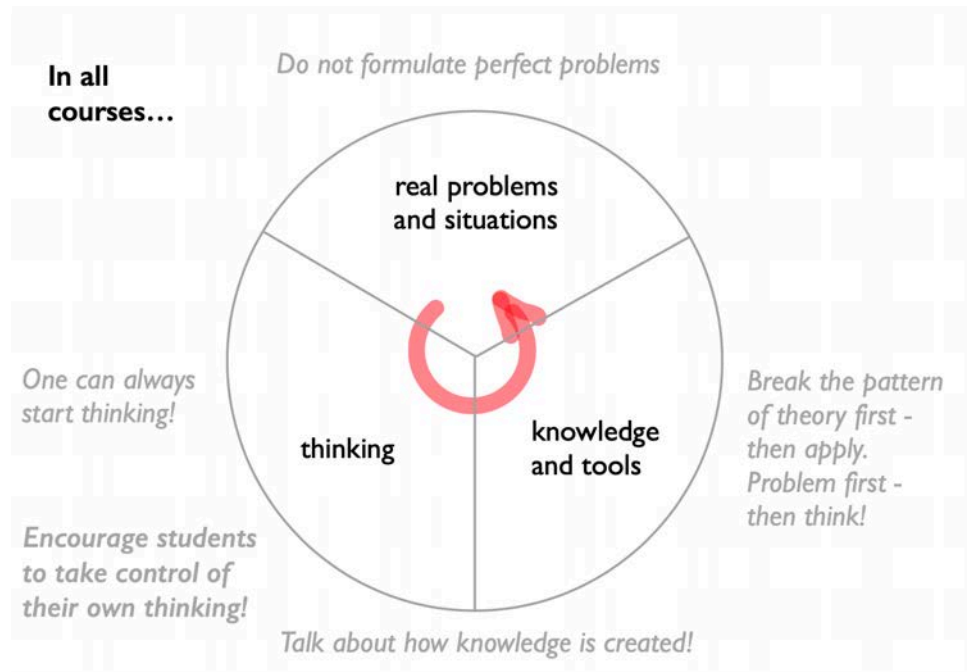 In all
courses...
Do not formulate perfect problems
real problems
and situations
One can always
start thinking!
thinking
knowledge
and tools
Break the pattern
of theory first -
then apply.
Problem first -
then think!
Encourage students
to take control of
their own thinking!
Talk about how knowledge is created!